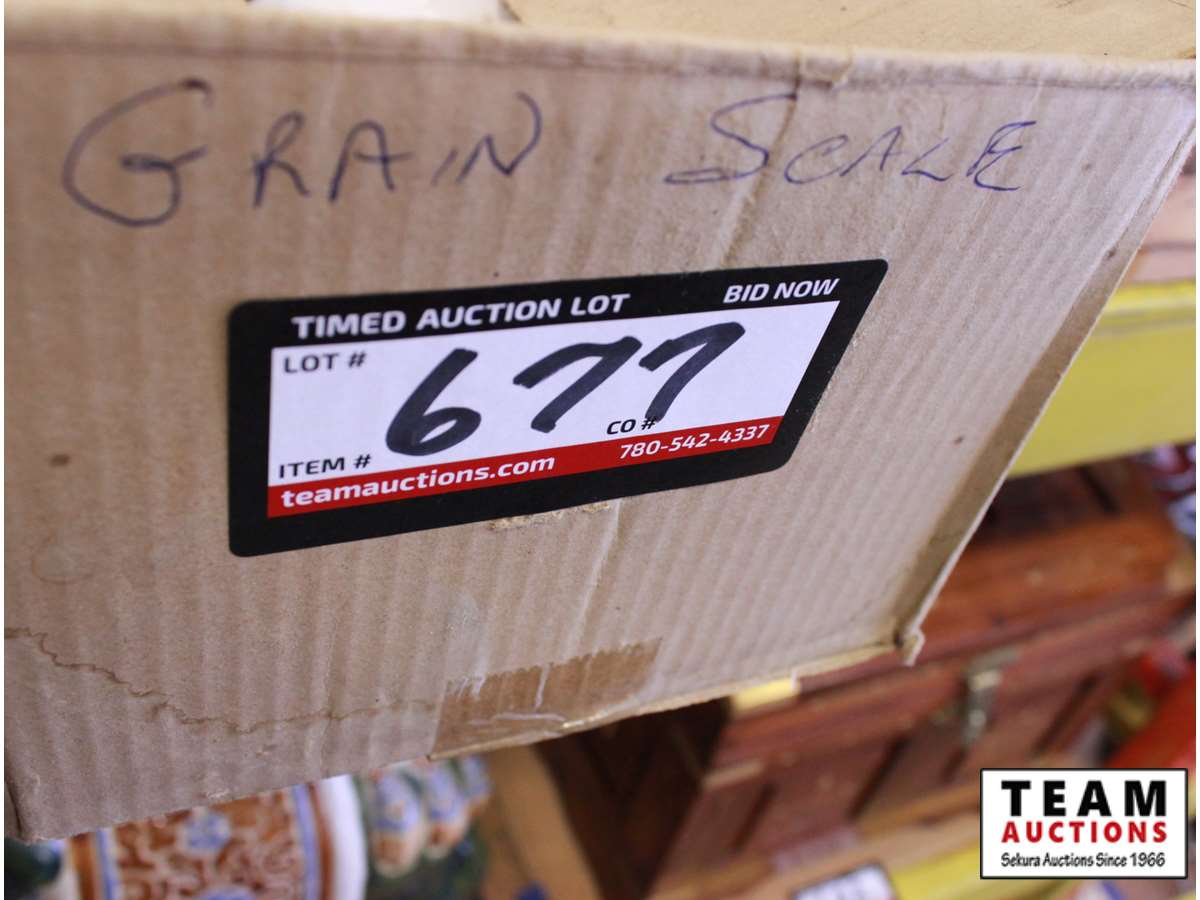 GRAIN SCALE
TIMED AUCTION LOT BID NOW
LOT # 677
CO #
ITEM #
teamauctions.com 780-542-4337
TEAM
AUCTIONS
Sekura Auctions Since 1966